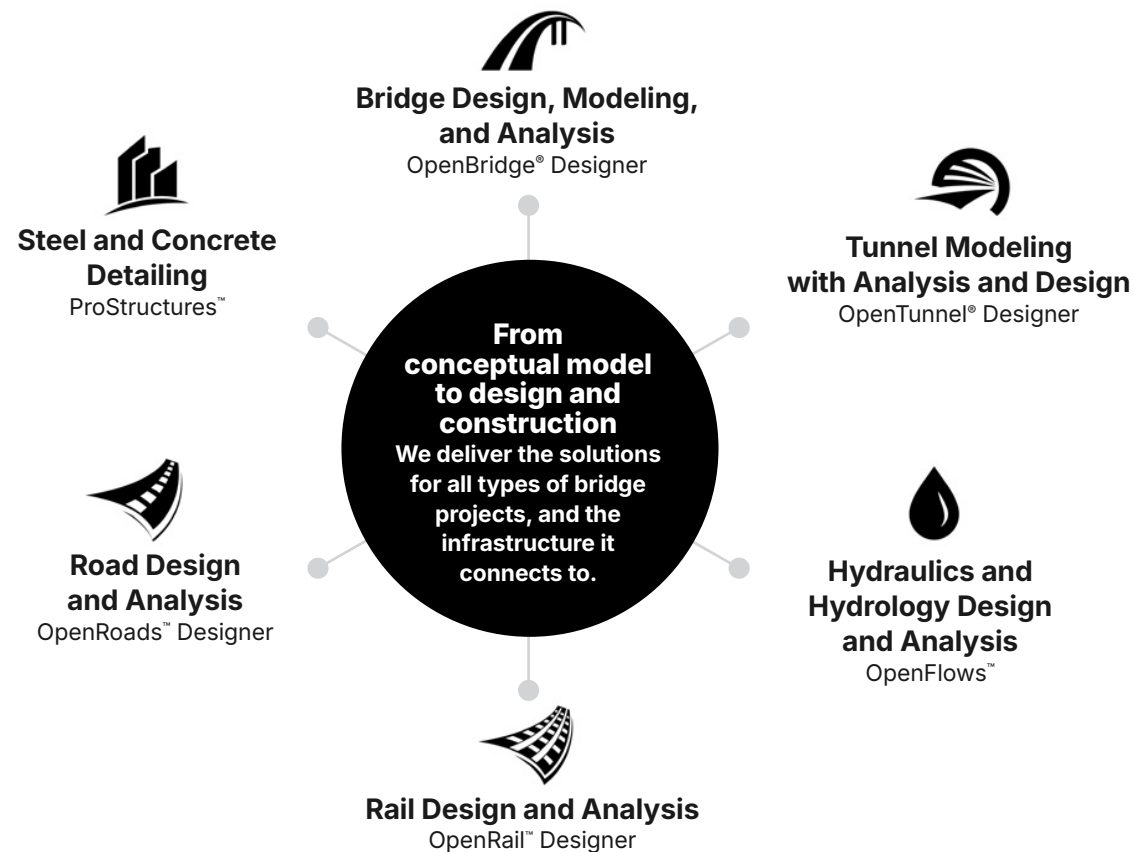 Bridge Design, Modeling,
and Analysis
OpenBridge® Designer
Steel and Concrete
Detailing
ProStructures™
Tunnel Modeling
with Analysis and Design
OpenTunnel® Designer
From
conceptual model
to design and
construction
We deliver the solutions
for all types of bridge
projects, and the
infrastructure it
connects to.
Road Design
and Analysis
OpenRoads™ Designer
Hydraulics and
Hydrology Design
and Analysis
OpenFlows™
Rail Design and Analysis
OpenRail™ Designer